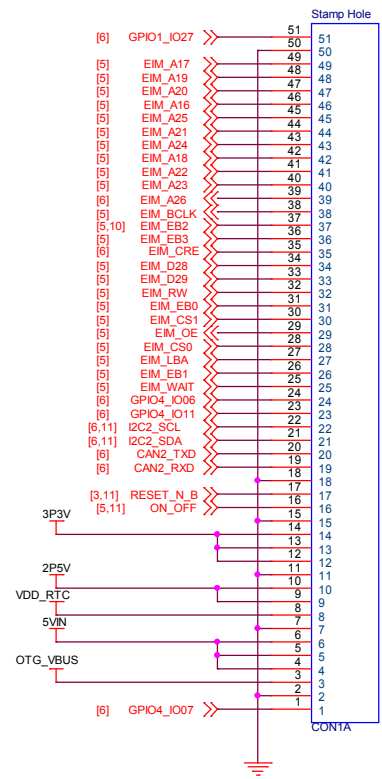 Stamp Hole
[6] GPIO1_IO27 51 51
50 50
[5] EIM_A17 49 49
[5] EIM_A19 48 48
[5] EIM_A20 47 47
[5] EIM_A16 46 46
[5] EIM_A25 45 45
[5] EIM_A21 44 44
[5] EIM_A24 43 43
[5] EIM_A18 42 42
[5] EIM_A22 41 41
[5] EIM_A23 40 40
[6] EIM_A26 39 39
[5] EIM_BCLK 38 38
[5,10] EIM_EB2 37 37
[5] EIM_EB3 36 36
[6] EIM_CRE 35 35
[5] EIM_D28 34 34
[5] EIM_D29 33 33
[5] EIM_RW 32 32
[5] EIM_EB0 31 31
[5] EIM_CS1 30 30
[5] EIM_OE 29 29
[5] EIM_CS0 28 28
[5] EIM_LBA 27 27
[5] EIM_EB1 26 26
[5] EIM_WAIT 25 25
[6] GPIO4_IO06 24 24
[6] GPIO4_IO11 23 23
[6,11] I2C2_SCL 22 22
[6,11] I2C2_SDA 21 21
[6] CAN2_TXD 20 20
[6] CAN2_RXD 19 19
18 18
[3,11] RESET_N_B 17 17
[5,11] ON_OFF 16 16
15 15
3P3V 14 14
13 13
12 12
11 11
2P5V 10 10
9 9
VDD_RTC 8 8
7 7
5VIN 6 6
5 5
4 4
OTG_VBUS 3 3
2 2
[6] GPIO4_IO07 1 1
CON1A